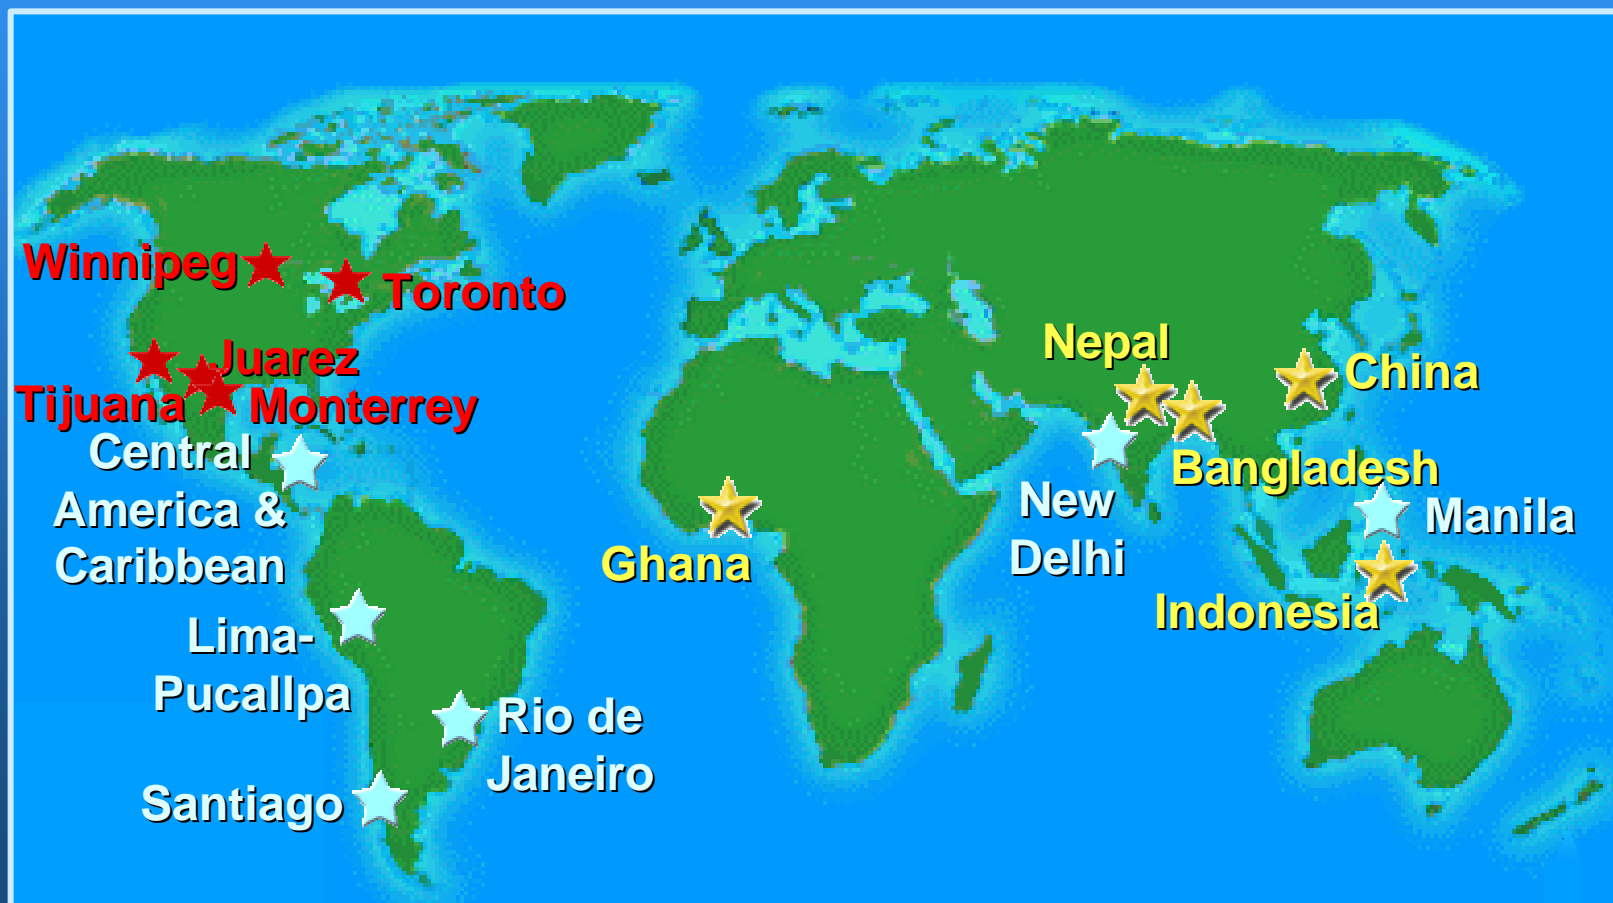 Winnipeg
Toronto
Juarez
Tijuana
Monterrey
Central
America &
Caribbean
Lima-
Pucallpa
Rio de
Janeiro
Santiago
Ghana
Nepal
China
Bangladesh
New
Delhi
Manila
Indonesia